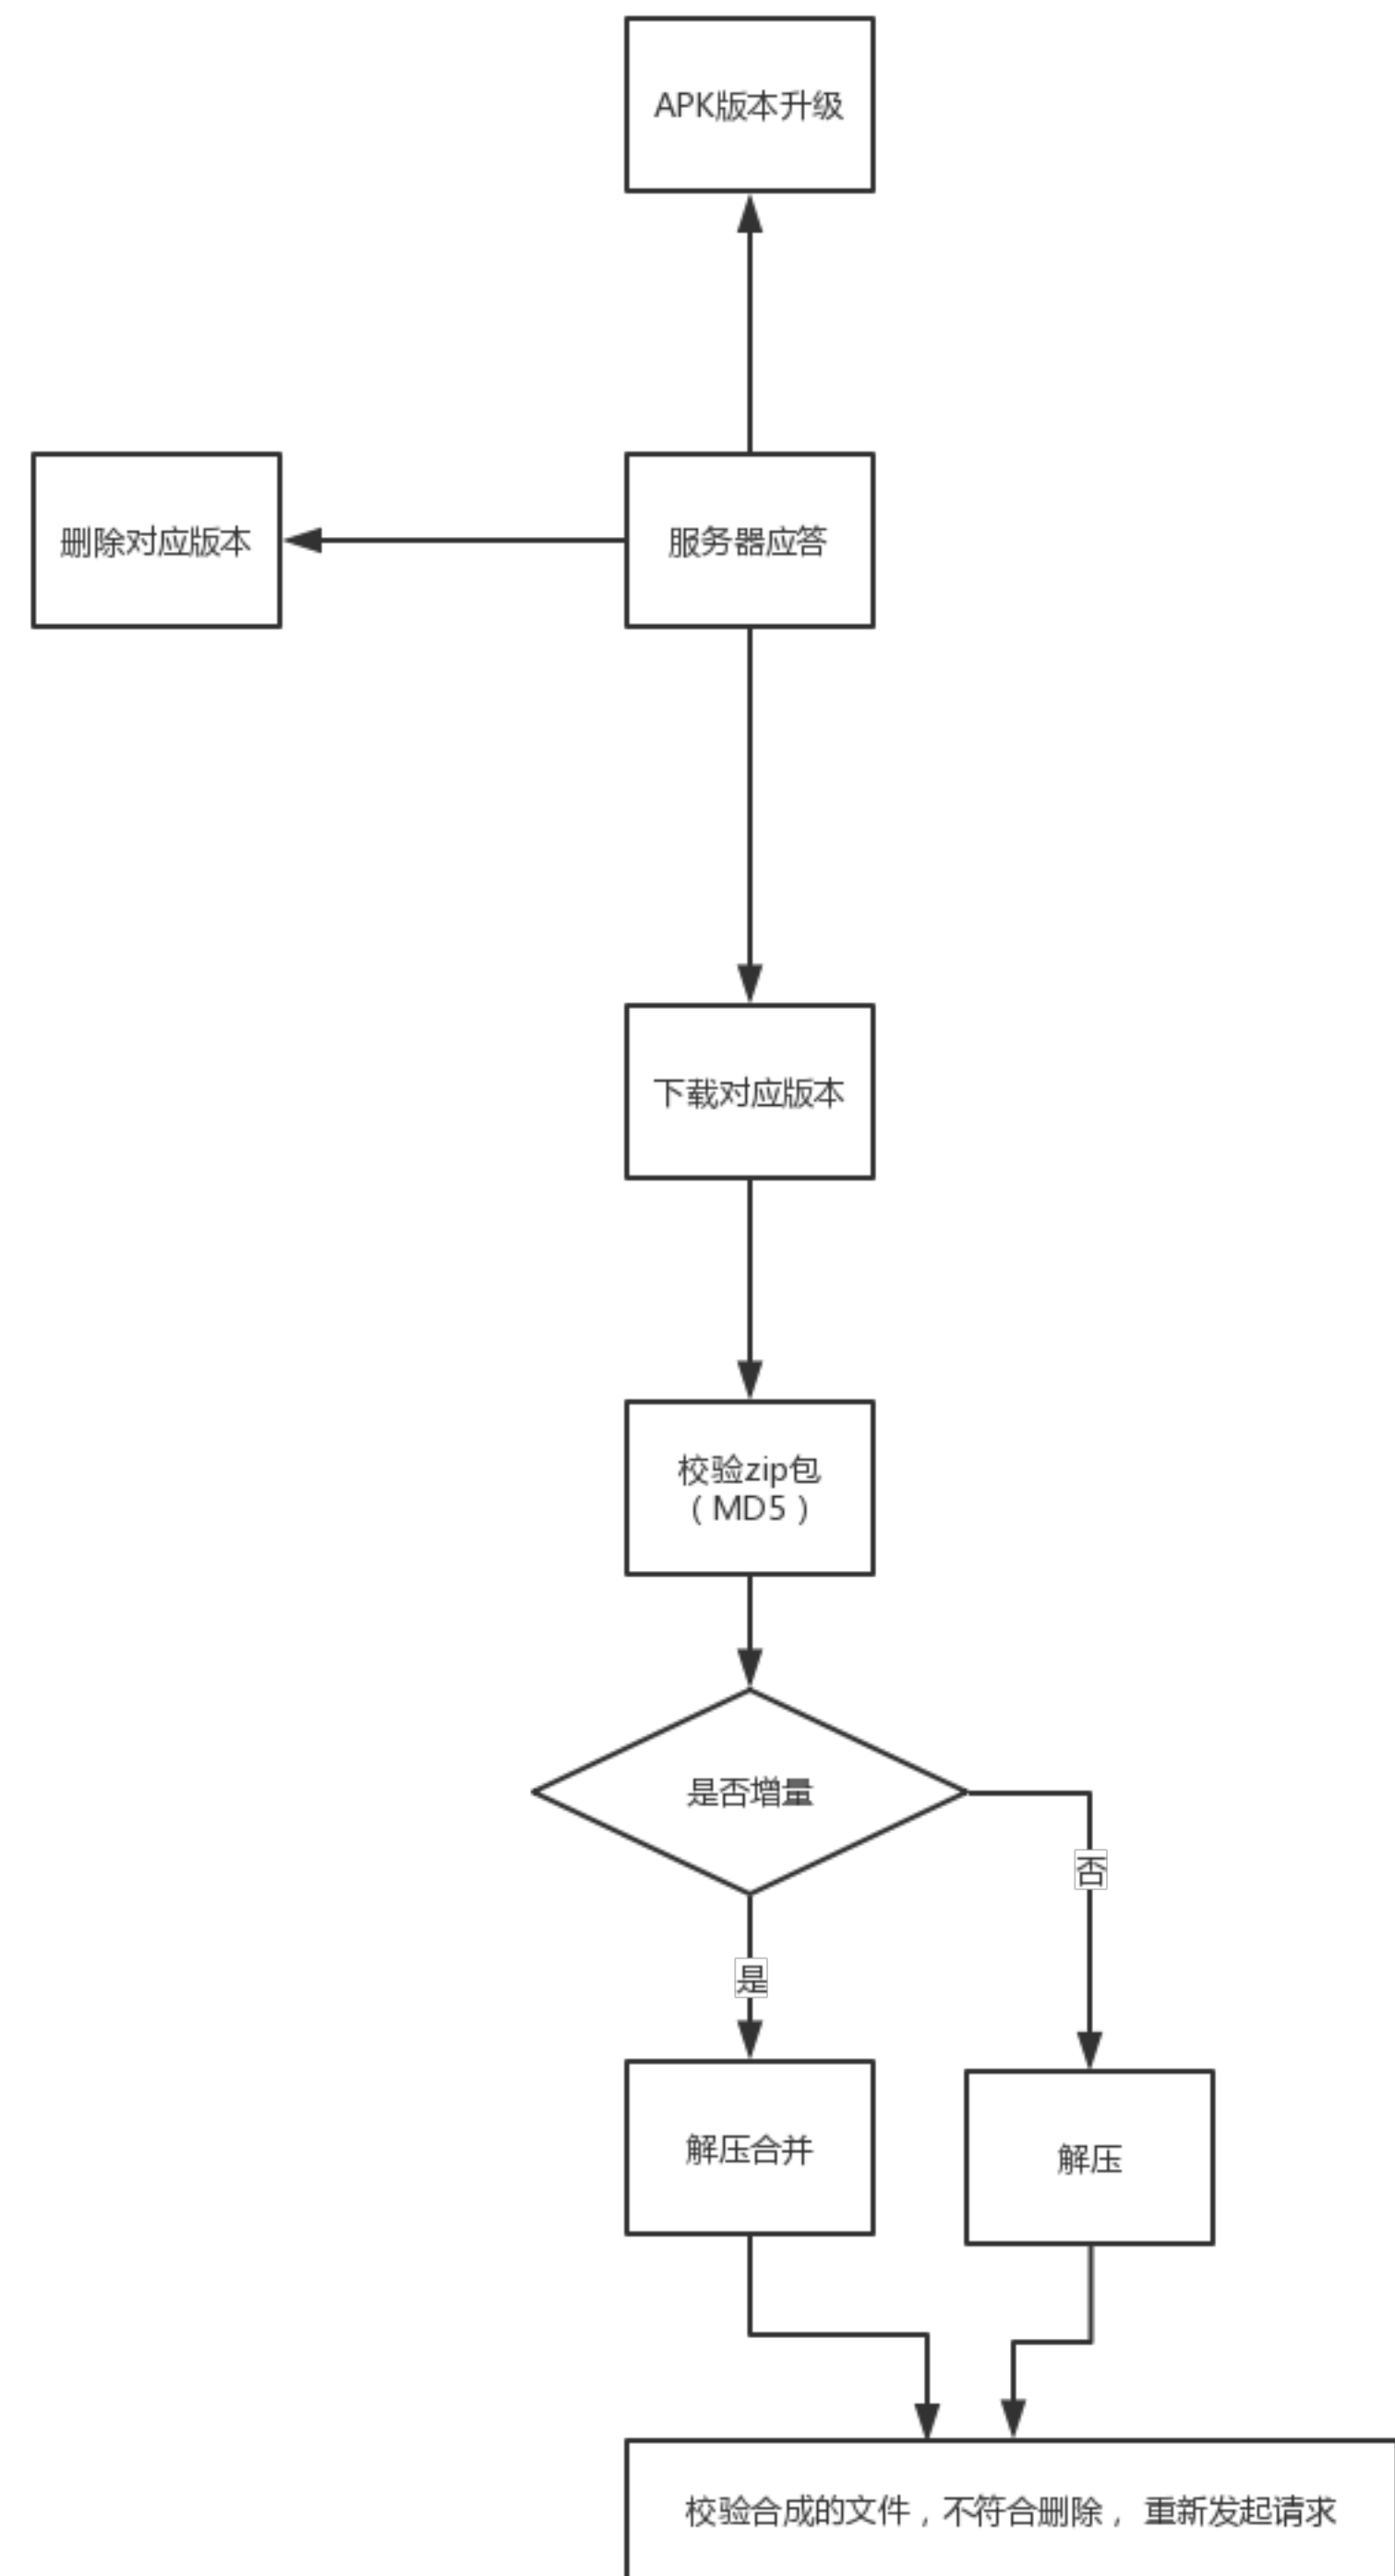 APK版本升级
删除对应版本
服务器应答
下载对应版本
校验zip包
（MD5）
是否增量
否
是
解压合并
解压
校验合成的文件，不符合删除， 重新发起请求